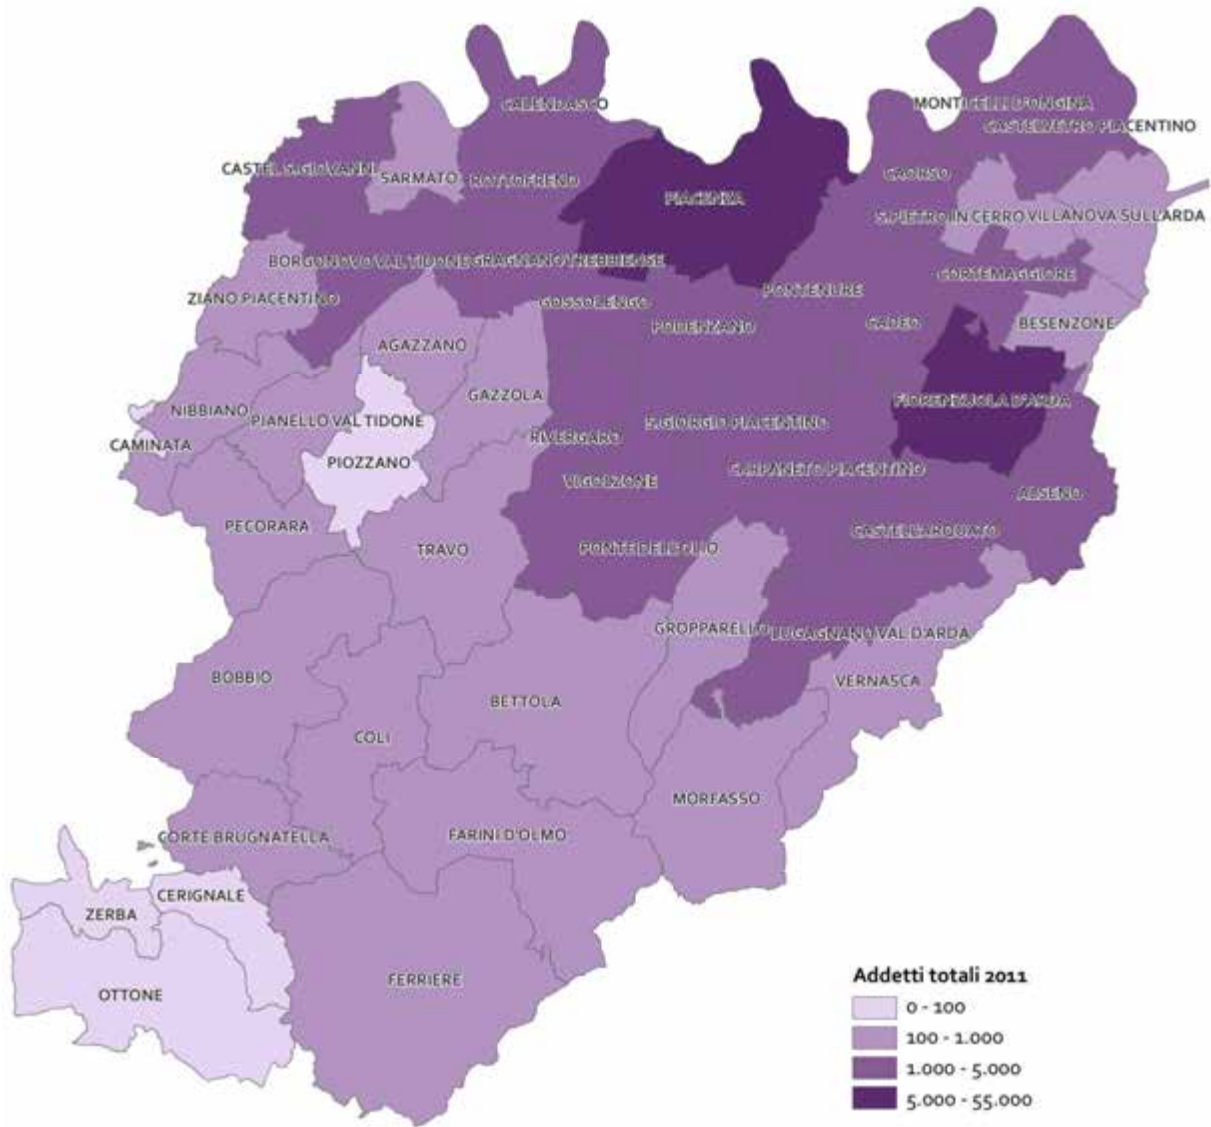 CALENDASCO
MONTICELLI D'ONGINA
CASTELVETRO PIACENTINO
CASTEL S.GIOVANNI
SARMATO
ROTTOFRENO
CAORSO
PIACENZA
S.PIETRO IN CERRO
VILLANOVA SULL'ARDA
BORGONOVO VAL TIDONE
GRAGNANO TREBBIENSE
CORTEMAGGIORE
ZIANO PIACENTINO
GOSSOLENGO
PONTENURE
PODENZANO
CADEO
BESENZONE
AGAZZANO
GAZZOLA
FIORENZUOLA D'ARDA
NIBBIANO
PIANELLO VAL TIDONE
S.GIORGIO PIACENTINO
CAMINATA
RIVERGARO
PIOZZANO
CARPANETO PIACENTINO
VIGOLZONE
ALSENO
PECORARA
CASTELL'ARQUATO
TRAVO
PONTE DELL'OLIO
GROPPARELLO
LUGAGNANO VAL D'ARDA
BOBBIO
VERNASCA
BETTOLA
COLI
MORFASSO
CORTE BRUGNATELLA
FARINI D'OLMO
CERIGNALE
ZERBA
FERRIERE
OTTONE
Addetti totali 2011
0 - 100
100 - 1.000
1.000 - 5.000
5.000 - 55.000